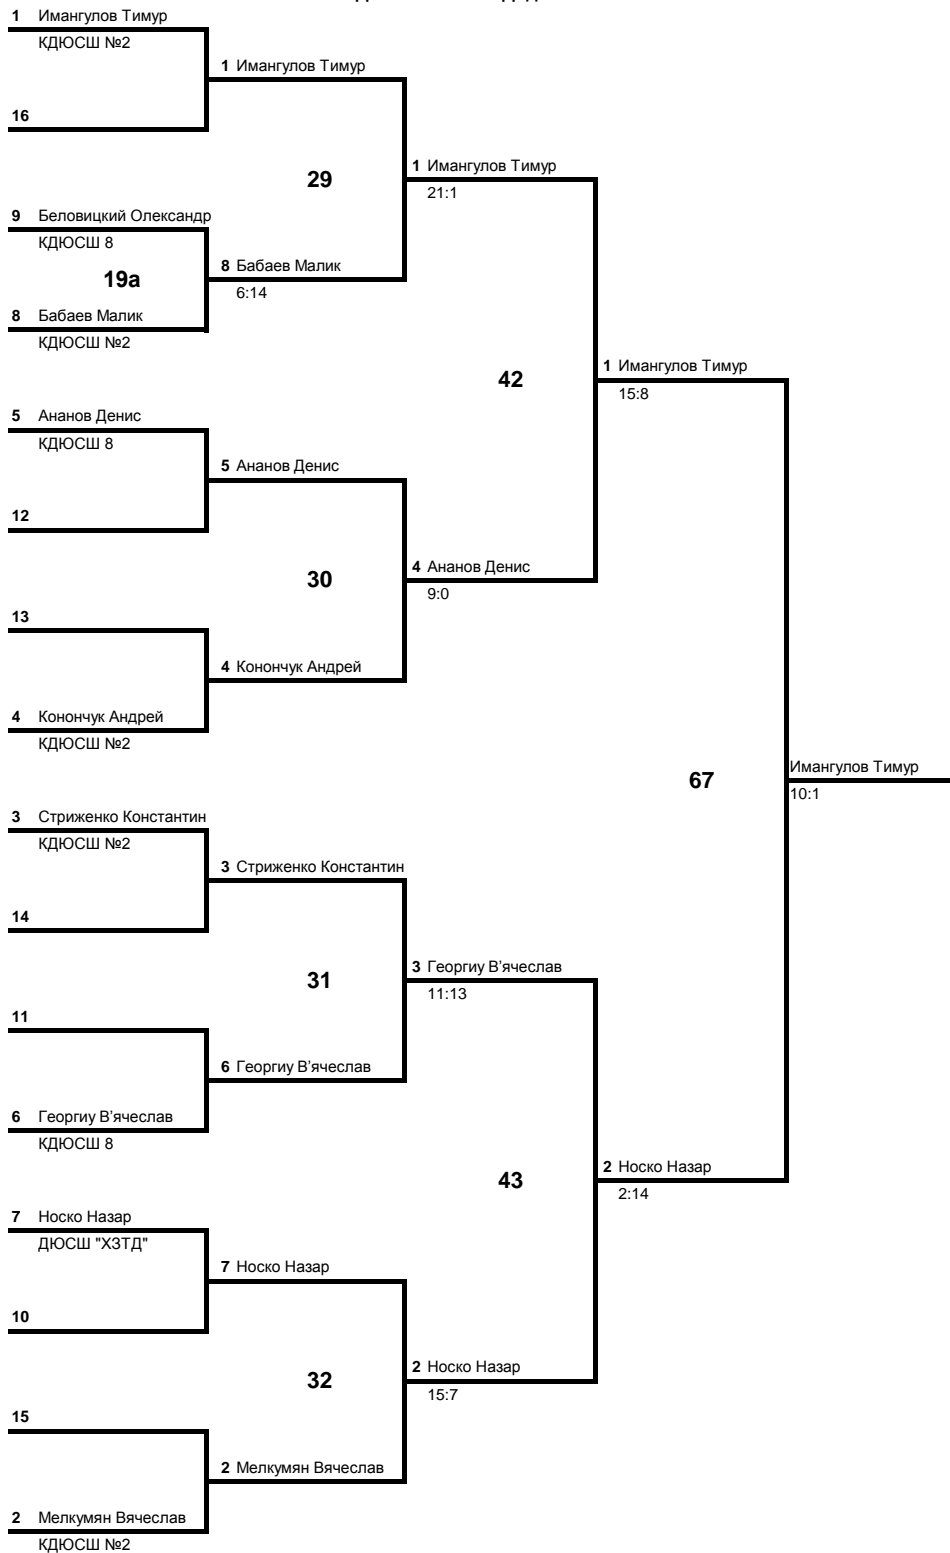 1 Имангулов Тимур
КДЮСШ №2
1 Имангулов Тимур
16
29
1 Имангулов Тимур
21:1
9 Беловицкий Олександр
КДЮСШ 8
19а
8 Бабаев Малик
6:14
8 Бабаев Малик
КДЮСШ №2
42
1 Имангулов Тимур
15:8
5 Ананов Денис
КДЮСШ 8
5 Ананов Денис
12
30
4 Ананов Денис
9:0
13
4 Конончук Андрей
4 Конончук Андрей
КДЮСШ №2
67
Имангулов Тимур
10:1
3 Стриженко Константин
КДЮСШ №2
3 Стриженко Константин
14
31
3 Георгиу В'ячеслав
11:13
11
6 Георгиу В'ячеслав
6 Георгиу В'ячеслав
КДЮСШ 8
43
2 Носко Назар
2:14
7 Носко Назар
ДЮСШ "ХЗТД"
7 Носко Назар
10
32
2 Носко Назар
15:7
15
2 Мелкумян Вячеслав
2 Мелкумян Вячеслав
КДЮСШ №2